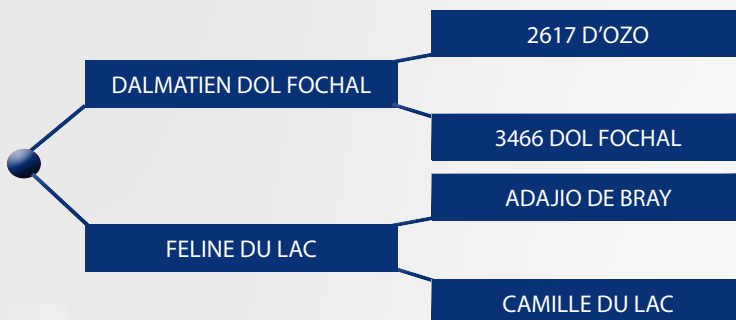 2617 D'OZO
DALMATIEN DOL FOCHAL
3466 DOL FOCHAL
ADAJIO DE BRAY
FELINE DU LAC
CAMILLE DU LAC